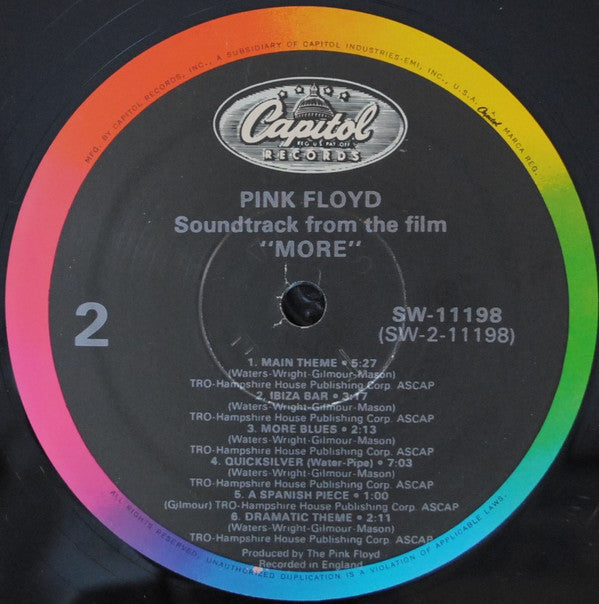 MFG. BY CAPITOL RECORDS, INC., A SUBSIDIARY OF CAPITOL INDUSTRIES-EMI, INC., U.S.A. Capitol MARCA REG.
Capitol
REG. U.S. PAT. OFF.
RECORDS
PINK FLOYD
Soundtrack from the film
"MORE"
2
SW-11198
(SW-2-11198)
1. MAIN THEME • 5:27
(Waters-Wright-Gilmour-Mason)
TRO-Hampshire House Publishing Corp. ASCAP
2. IBIZA BAR • 3:17
(Waters-Wright-Gilmour-Mason)
TRO-Hampshire House Publishing Corp. ASCAP
3. MORE BLUES • 2:13
(Waters-Wright-Gilmour-Mason)
TRO-Hampshire House Publishing Corp. ASCAP
4. QUICKSILVER (Water-Pipe) • 7:03
(Waters-Wright-Gilmour-Mason)
TRO-Hampshire House Publishing Corp. ASCAP
5. A SPANISH PIECE • 1:00
(Gilmour) TRO-Hampshire House Publishing Corp. ASCAP
6. DRAMATIC THEME • 2:11
(Waters-Wright-Gilmour-Mason)
TRO-Hampshire House Publishing Corp. ASCAP
Produced by The Pink Floyd
Recorded in England
ALL RIGHTS RESERVED. UNAUTHORIZED DUPLICATION IS A VIOLATION OF APPLICABLE LAWS.